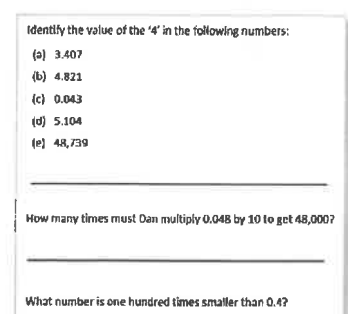 Identify the value of the '4' in the following numbers:
(a) 3.407
(b) 4.821
(c) 0.043
(d) 5.104
(e) 48,739
How many times must Dan multiply 0.048 by 10 to get 48,000?
What number is one hundred times smaller than 0.4?